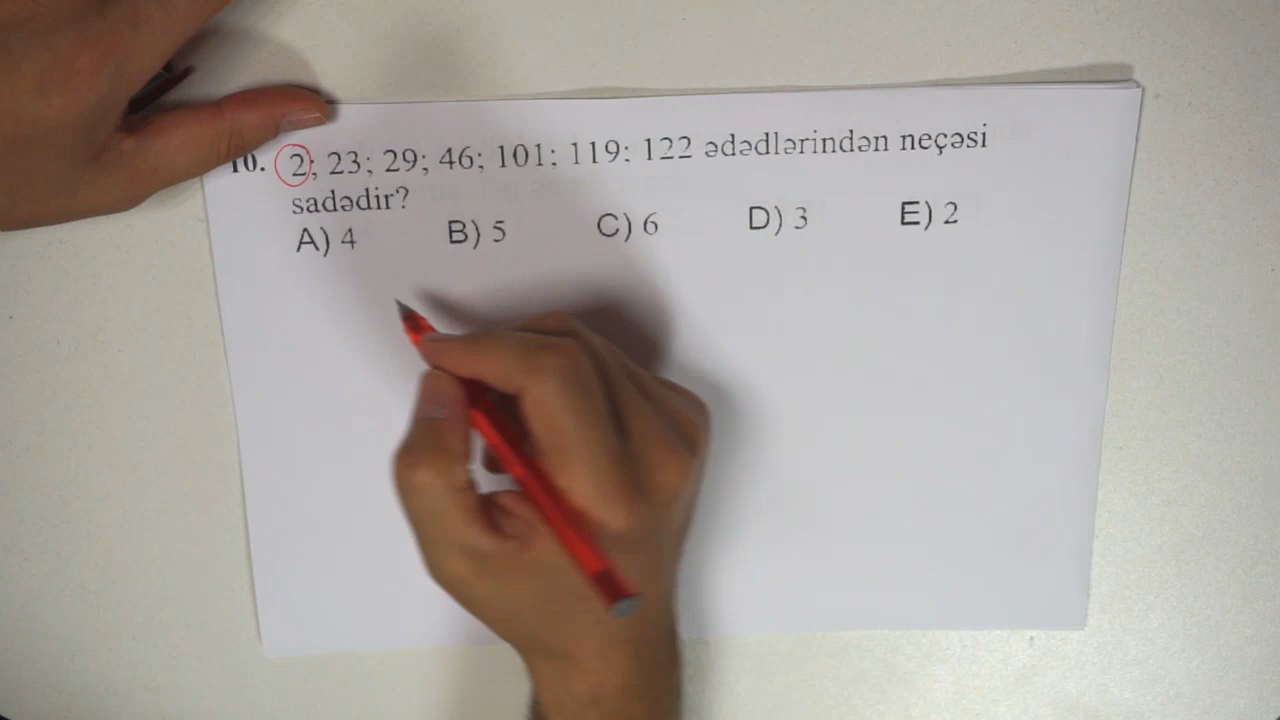 10. 2; 23; 29; 46; 101; 119: 122 ədədlərindən neçəsi
sadədir?
A) 4 B) 5 C) 6 D) 3 E) 2